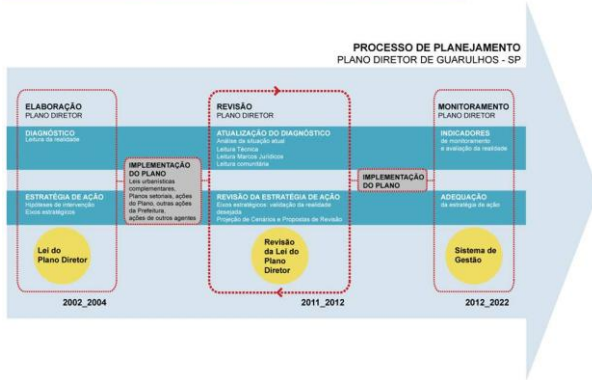 PROCESSO DE PLANEJAMENTO
PLANO DIRETOR DE GUARULHOS - SP
ELABORAÇÃO
PLANO DIRETOR
DIAGNÓSTICO
Leitura da realidade
ESTRATÉGIA DE AÇÃO
Hipóteses de intervenção
Eixos estratégicos
Lei do
Plano Diretor
2002_2004
IMPLEMENTAÇÃO
DO PLANO
Leis urbanísticas
complementares,
Planos setoriais, ações
do Plano, outras ações
da Prefeitura,
ações de outros agentes
REVISÃO
PLANO DIRETOR
ATUALIZAÇÃO DO DIAGNÓSTICO
Análise da situação atual
Leitura Técnica
Leitura Marcos Jurídicos
Leitura comunitária
REVISÃO DA ESTRATÉGIA DE AÇÃO
Eixos estratégicos: validação da realidade
desejada
Projeção de Cenários e Propostas de Revisão
Revisão
da Lei do
Plano
Diretor
2011_2012
IMPLEMENTAÇÃO
DO PLANO
MONITORAMENTO
PLANO DIRETOR
INDICADORES
de monitoramento
e avaliação da realidade
ADEQUAÇÃO
da estratégia de ação
Sistema de
Gestão
2012_2022